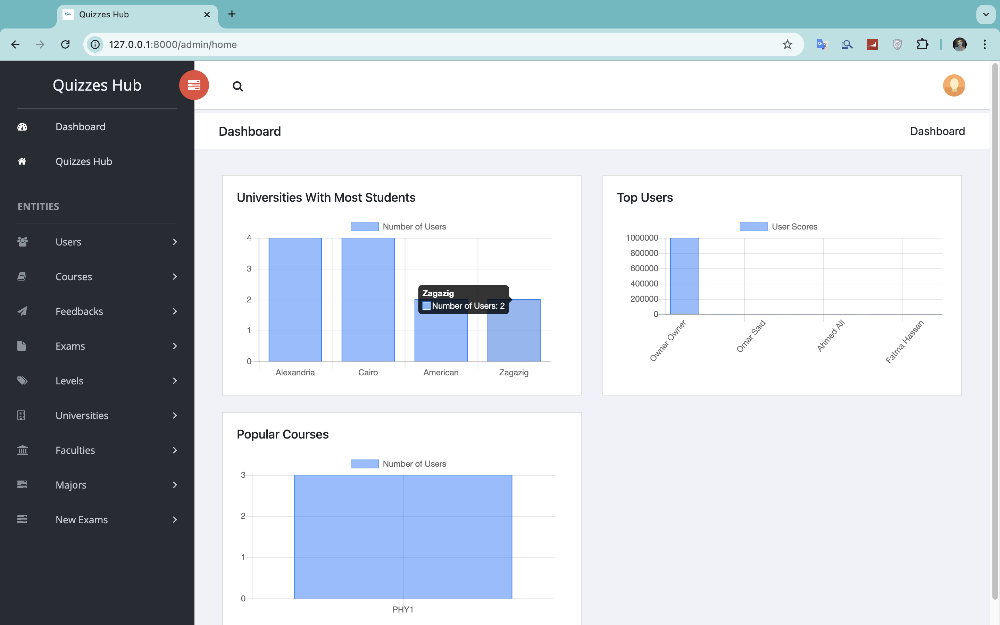 Quizzes Hub
127.0.0.1:8000/admin/home
Quizzes Hub
Dashboard
Quizzes Hub
ENTITIES
Users
Courses
Feedbacks
Exams
Levels
Universities
Faculties
Majors
New Exams
Dashboard
Dashboard
Universities With Most Students
Number of Users
4
3
2
1
0
Zagazig
Number of Users: 2
Alexandria
Cairo
American
Zagazig
Top Users
User Scores
1000000
800000
600000
400000
200000
0
Owner Owner
Omar Said
Ahmed Ali
Fatma Hassan
Popular Courses
Number of Users
3
2
1
0
PHY1